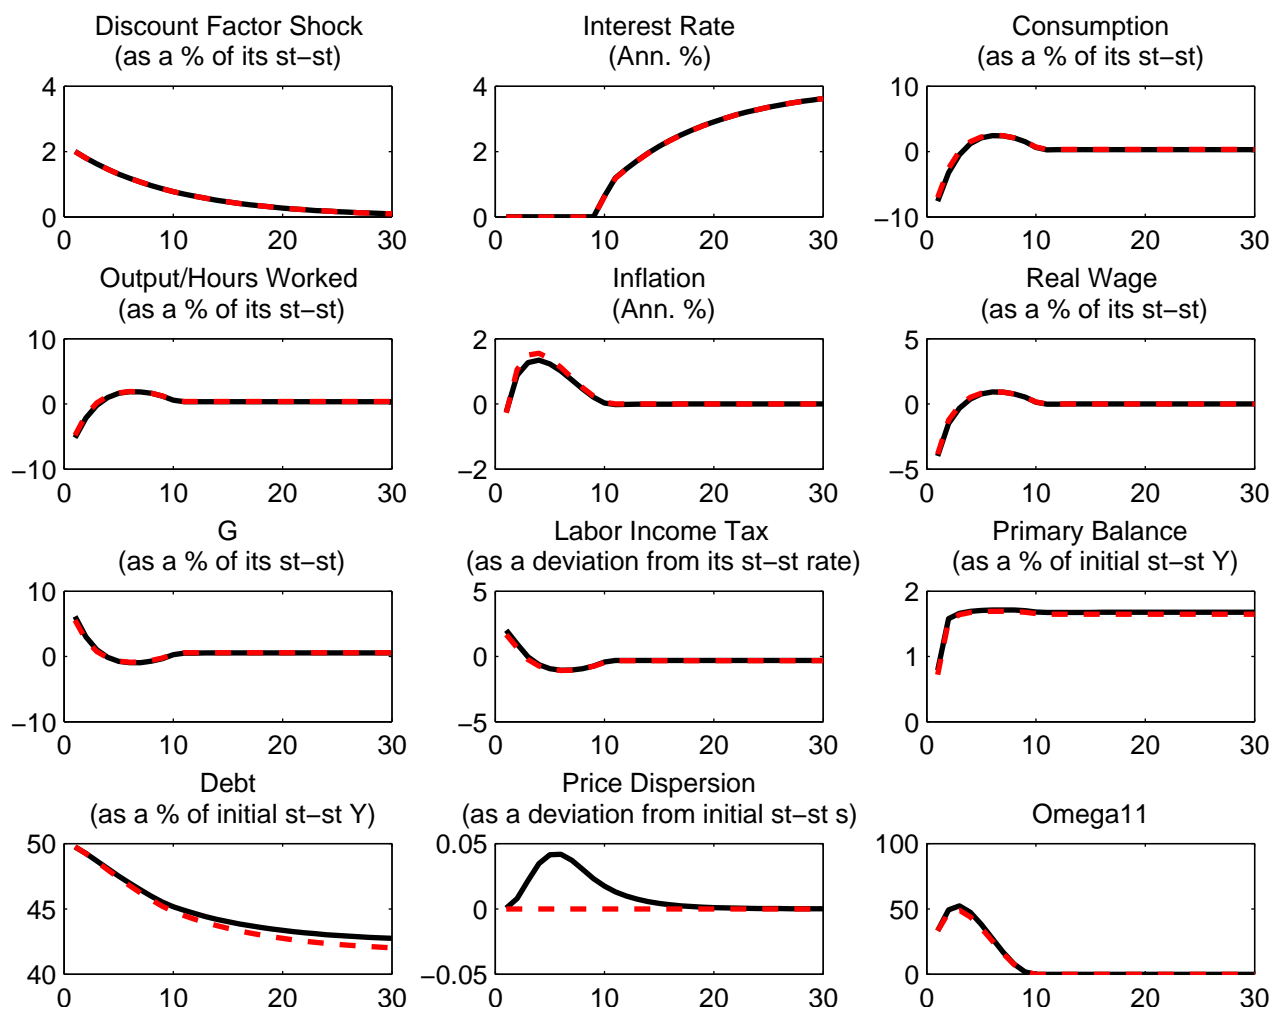 Discount Factor Shock
(as a % of its st−st)
4
2
0
0 10 20 30
Interest Rate
(Ann. %)
4
2
0
0 10 20 30
Consumption
(as a % of its st−st)
10
0
−10
0 10 20 30
Output/Hours Worked
(as a % of its st−st)
10
0
−10
0 10 20 30
Inflation
(Ann. %)
2
0
−2
0 10 20 30
Real Wage
(as a % of its st−st)
5
0
−5
0 10 20 30
G
(as a % of its st−st)
10
0
−10
0 10 20 30
Labor Income Tax
(as a deviation from its st−st rate)
5
0
−5
0 10 20 30
Primary Balance
(as a % of initial st−st Y)
2
1
0
0 10 20 30
Debt
(as a % of initial st−st Y)
50
45
40
0 10 20 30
Price Dispersion
(as a deviation from initial st−st s)
0.05
0
−0.05
0 10 20 30
Omega11
100
50
0
0 10 20 30